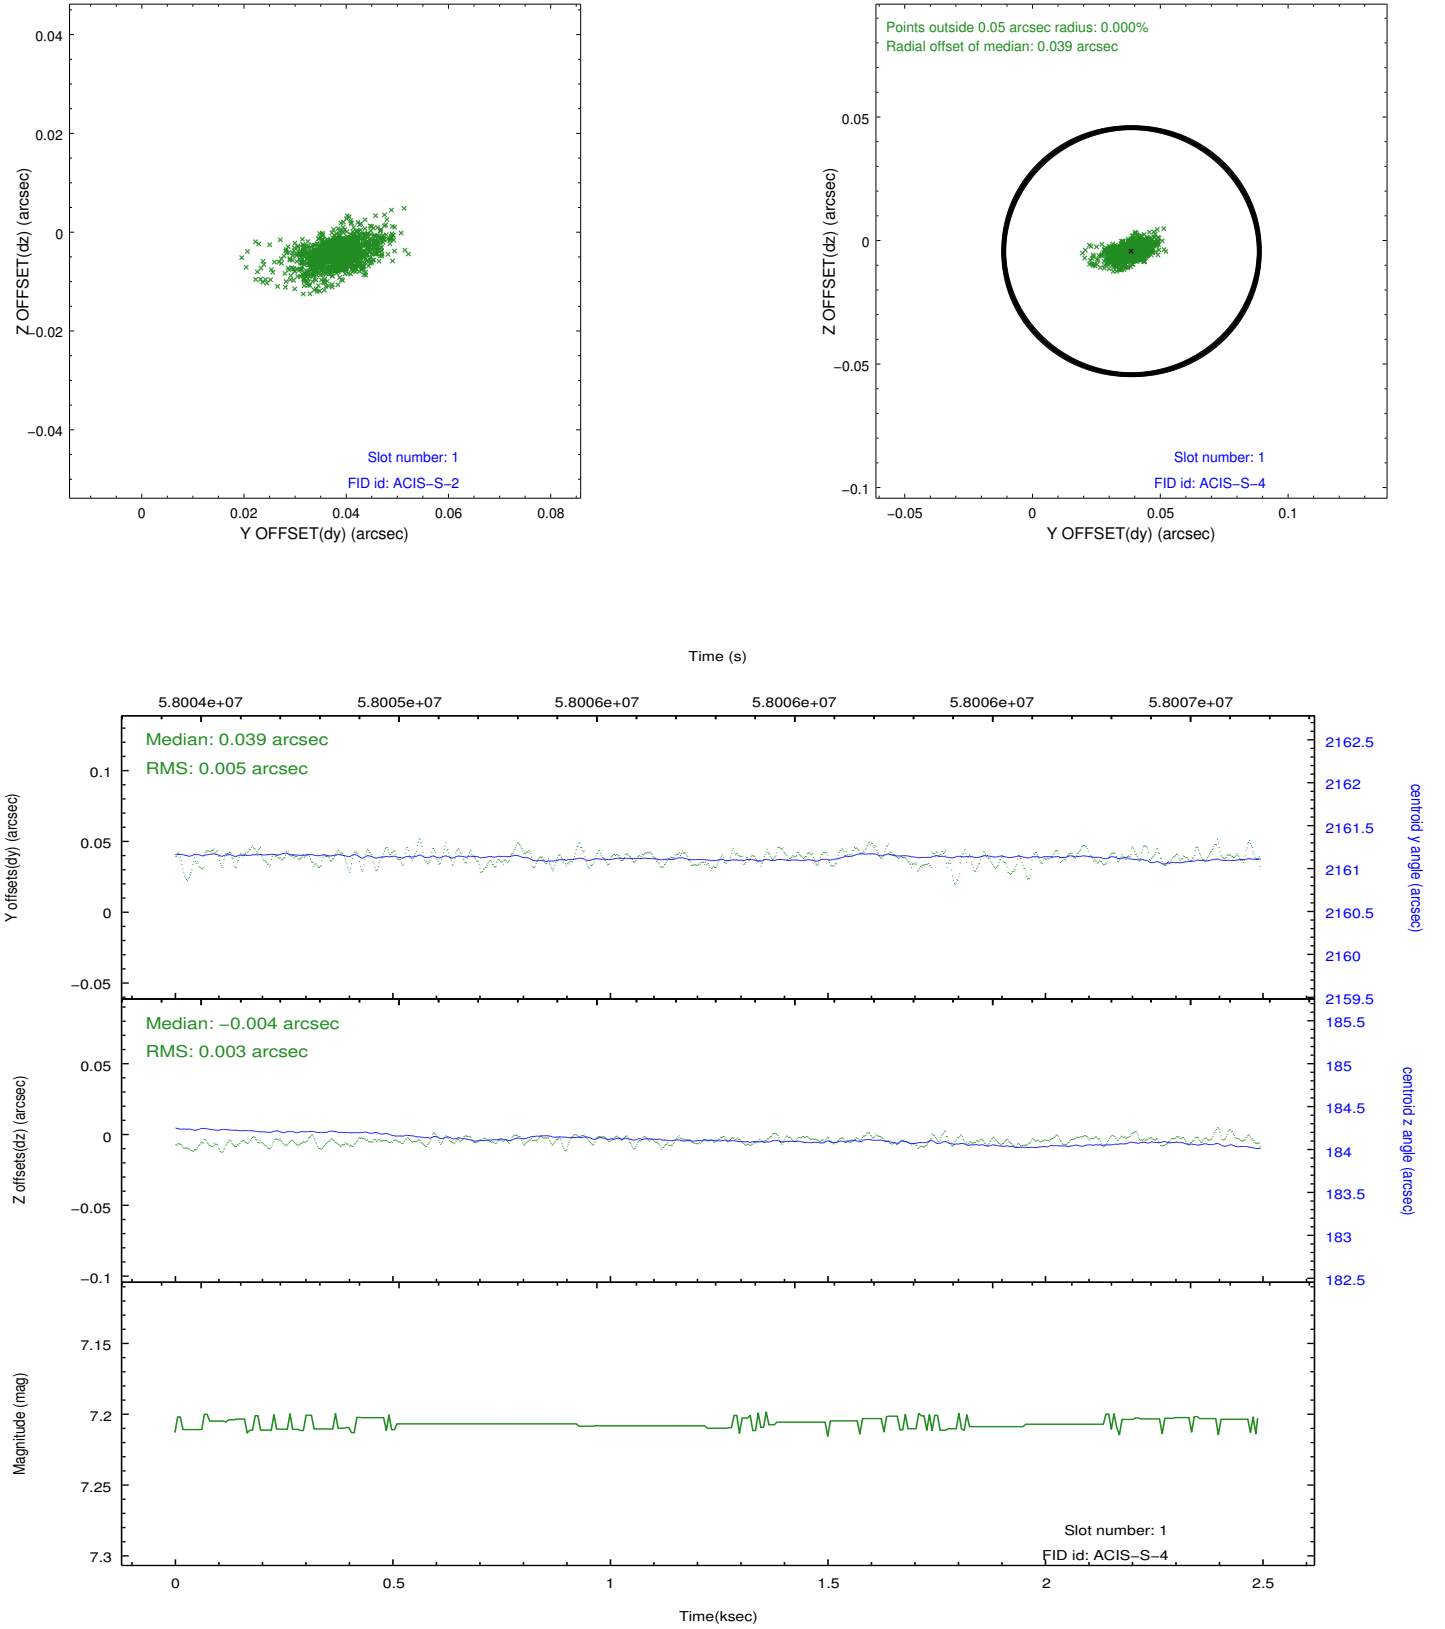 0.04
0.02
0
−0.02
−0.04
Z OFFSET(dz) (arcsec)
Slot number: 1
FID id: ACIS−S−2
0
0.02
0.04
0.06
0.08
Y OFFSET(dy) (arcsec)
Points outside 0.05 arcsec radius: 0.000%
Radial offset of median: 0.039 arcsec
0.05
0
−0.05
−0.1
Z OFFSET(dz) (arcsec)
Slot number: 1
FID id: ACIS−S−4
−0.05
0
0.05
0.1
Y OFFSET(dy) (arcsec)
Time (s)
5.8004e+07
5.8005e+07
5.8006e+07
5.8006e+07
5.8006e+07
5.8007e+07
Median: 0.039 arcsec
RMS: 0.005 arcsec
0.1
0.05
0
−0.05
Y offsets(dy) (arcsec)
2162.5
2162
2161.5
2161
2160.5
2160
2159.5
centroid y angle (arcsec)
Median: −0.004 arcsec
RMS: 0.003 arcsec
0.05
0
−0.05
−0.1
Z offsets(dz) (arcsec)
185.5
185
184.5
184
183.5
183
182.5
centroid z angle (arcsec)
7.15
7.2
7.25
7.3
Magnitude (mag)
Slot number: 1
FID id: ACIS−S−4
0
0.5
1
1.5
2
2.5
Time(ksec)